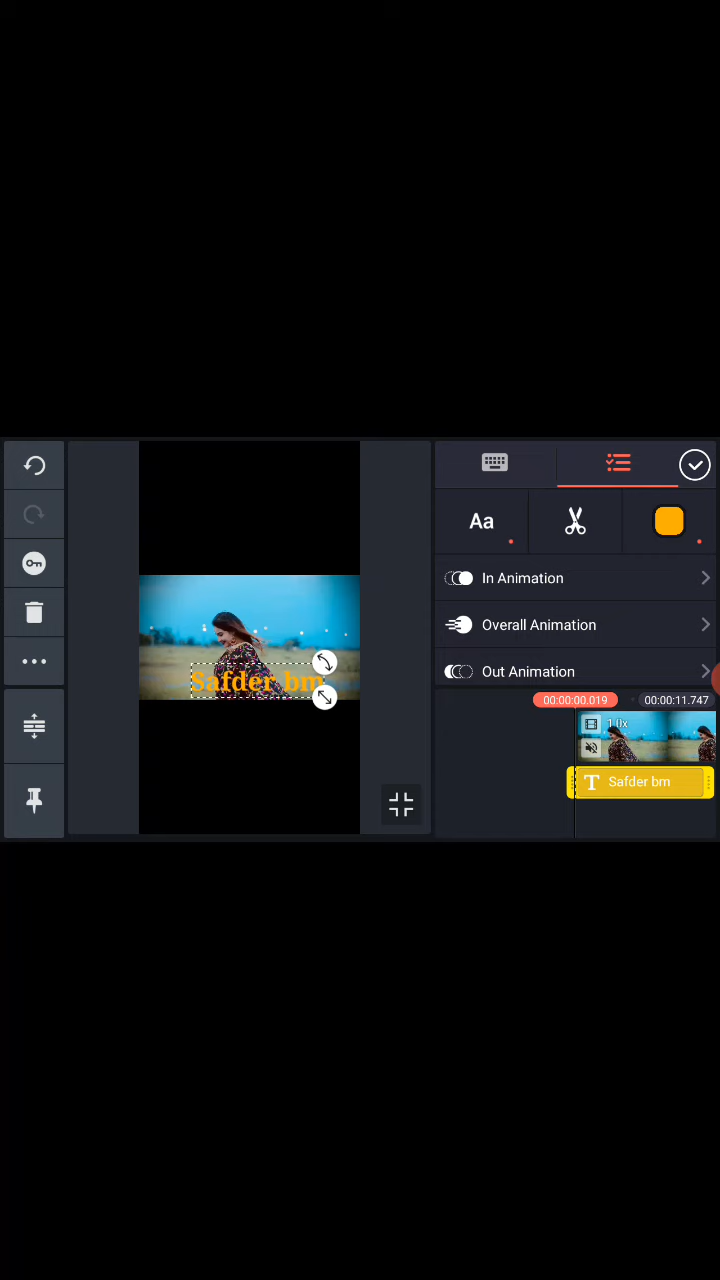 Aa
In Animation
Overall Animation
Out Animation
00:00:00.019
00:00:11.747
1.0x
T Safder bm
Safder bm